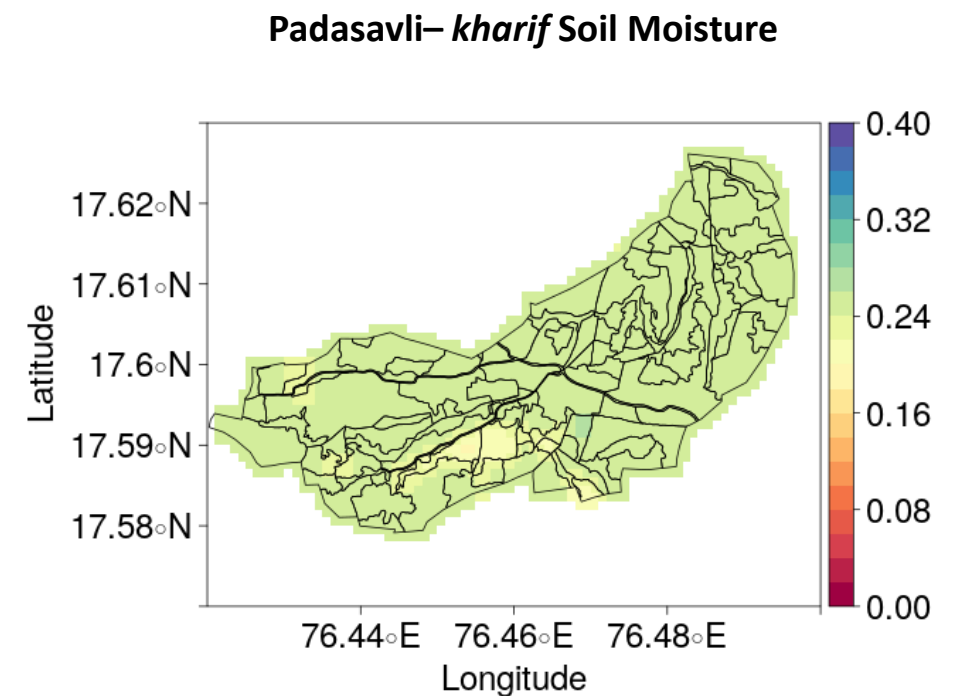 Padasavli– kharif Soil Moisture
0.40
17.62◦N
0.32
17.61◦N
0.24
17.6◦N
0.16
17.59◦N
0.08
17.58◦N
0.00
76.44◦E 76.46◦E 76.48◦E
Latitude
Longitude